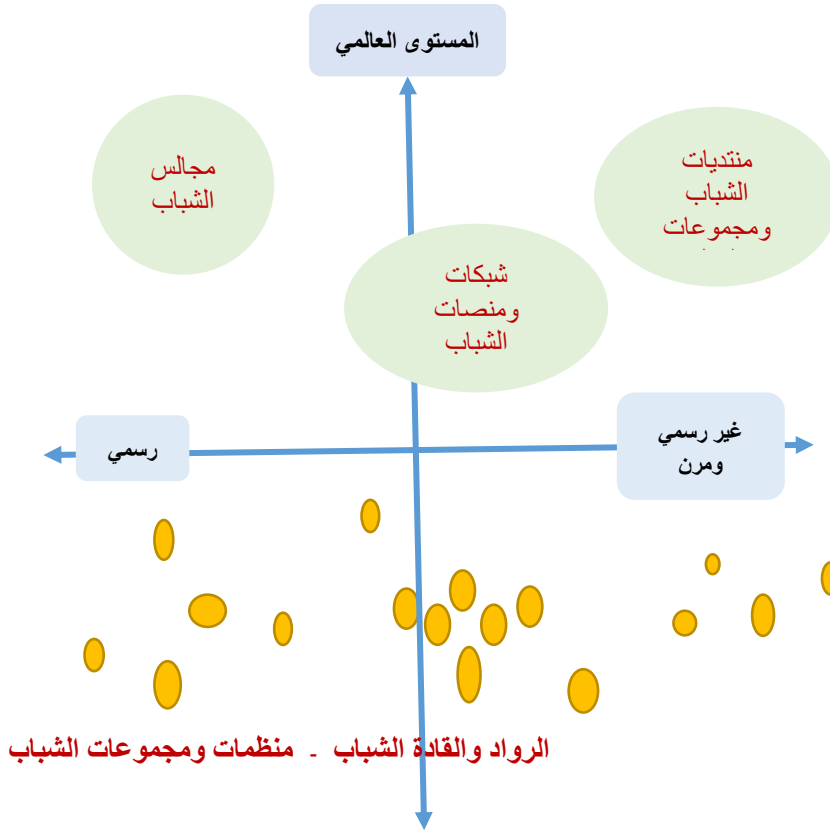 المستوى العالمي
مجالس
الشباب
منتديات
الشباب
ومجموعات
شبكات
ومنصات
الشباب
رسمي
غير رسمي
ومرن
الرواد والقادة الشباب - منظمات ومجموعات الشباب